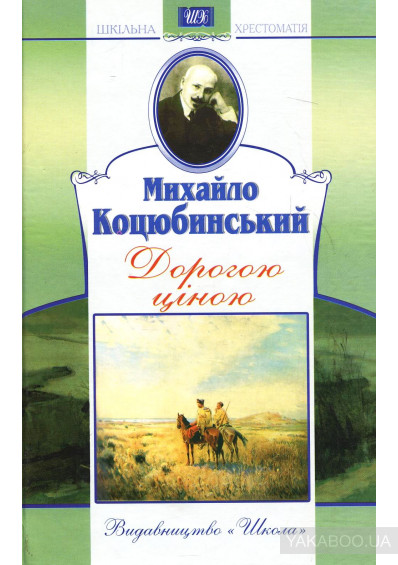 ШХ
ШКІЛЬНА ХРЕСТОМАТІЯ
Михайло
Коцюбинський
Дорогою
ціною
Видавництво «Школа»
YAKABOO.UA